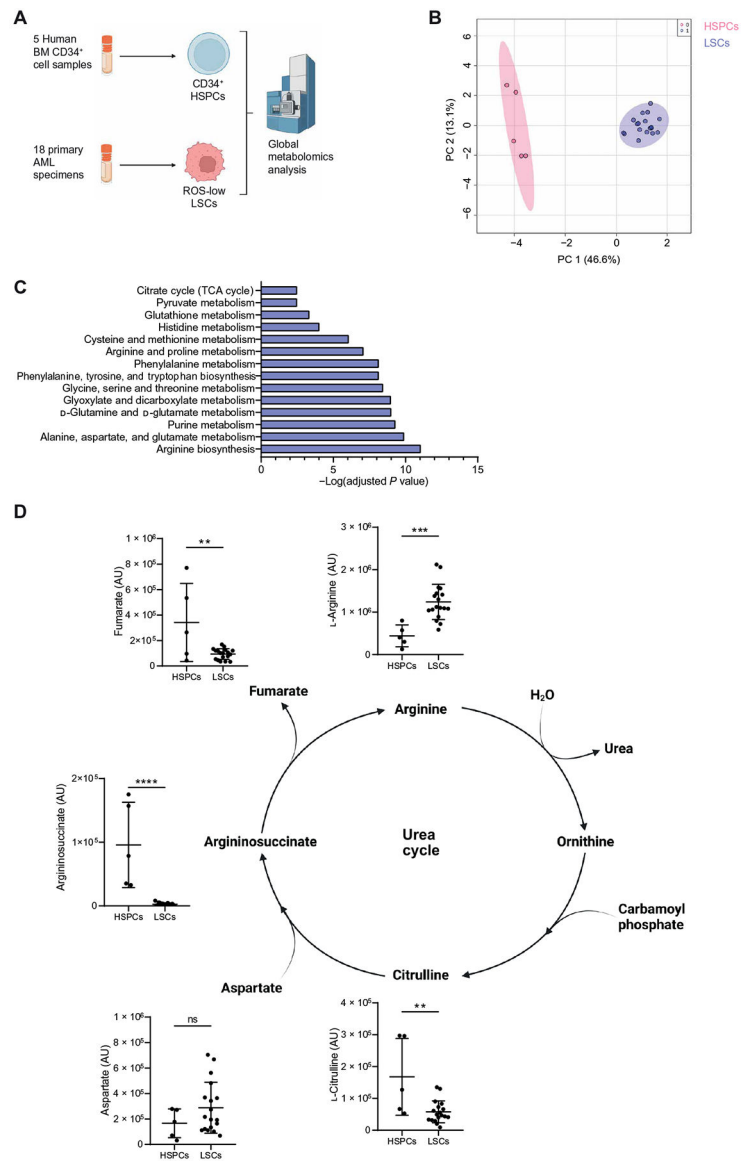 A
5 Human
BM CD34⁺
cell samples
CD34⁺
HSPCs
18 primary
AML
specimens
ROS-low
LSCs
Global
metabolomics
analysis
B
0
1
HSPCs
LSCs
PC 2 (13.1%)
6
4
2
0
−2
−4
−6
−4
−2
0
2
PC 1 (46.6%)
C
Citrate cycle (TCA cycle)
Pyruvate metabolism
Glutathione metabolism
Histidine metabolism
Cysteine and methionine metabolism
Arginine and proline metabolism
Phenylalanine metabolism
Phenylalanine, tyrosine, and tryptophan biosynthesis
Glycine, serine and threonine metabolism
Glyoxylate and dicarboxylate metabolism
D-Glutamine and D-glutamate metabolism
Purine metabolism
Alanine, aspartate, and glutamate metabolism
Arginine biosynthesis
0 5 10 15
−Log(adjusted P value)
D
Fumarate (AU)
1 × 10⁶
8 × 10⁵
6 × 10⁵
4 × 10⁵
2×10⁵
0
**
HSPCs LSCs
L-Arginine (AU)
3 × 10⁶
2 × 10⁶
1 × 10⁶
0
***
HSPCs LSCs
Fumarate
Arginine
H₂O
Urea
Argininosuccinate (AU)
2×10⁵
1×10⁵
0
****
HSPCs LSCs
Argininosuccinate
Urea
cycle
Ornithine
Carbamoyl
phosphate
Citrulline
Aspartate
Aspartate (AU)
1 × 10⁶
8 × 10⁵
6 × 10⁵
4 × 10⁵
2 × 10⁵
0
ns
HSPCs LSCs
L-Citrulline (AU)
4 × 10⁵
3 × 10⁵
2 × 10⁵
1 × 10⁵
0
**
HSPCs LSCs